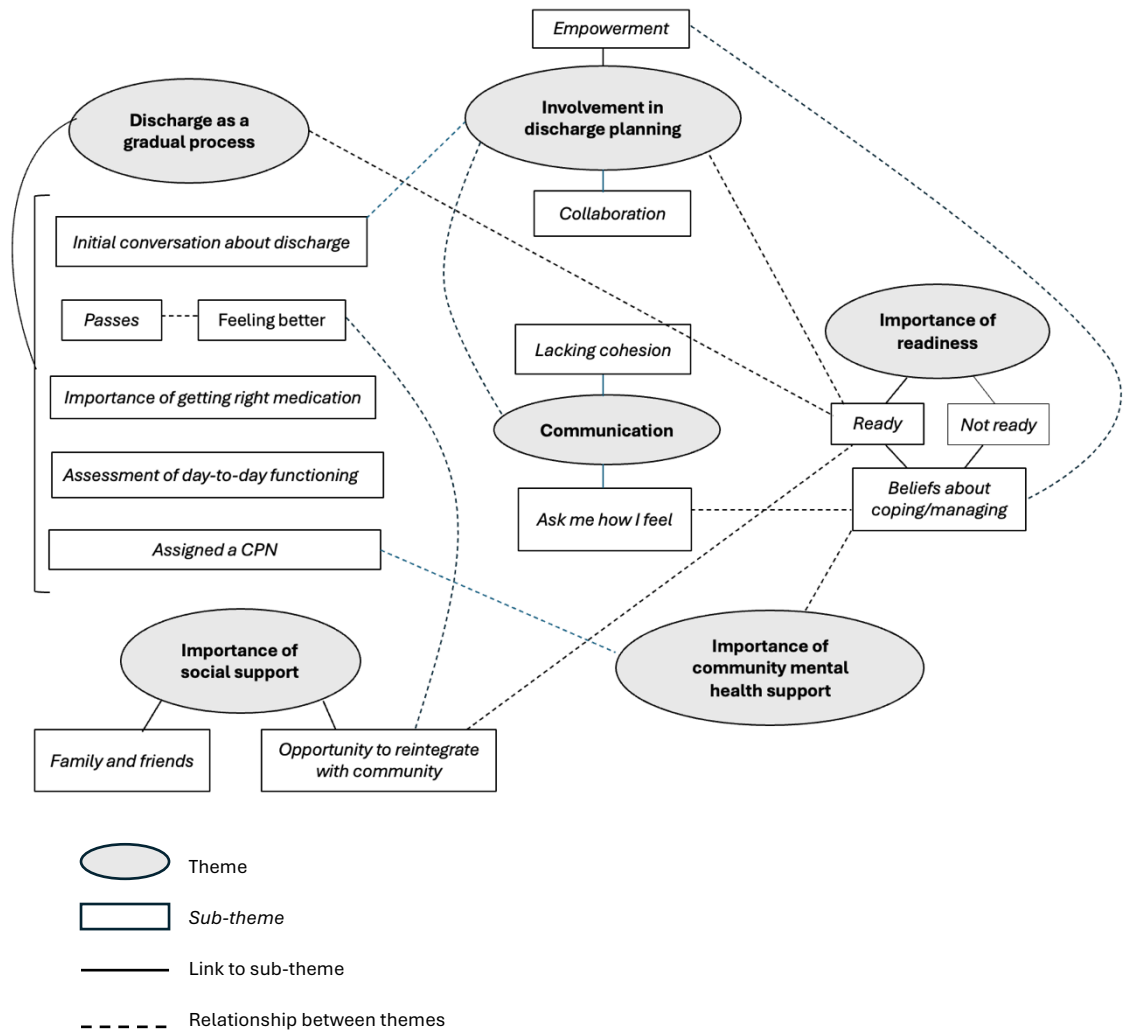 Empowerment
Discharge as a
gradual process
Involvement in
discharge planning
Collaboration
Initial conversation about discharge
Passes
Feeling better
Importance of getting right medication
Assessment of day-to-day functioning
Assigned a CPN
Lacking cohesion
Communication
Ask me how I feel
Importance of
readiness
Ready
Not ready
Beliefs about
coping/managing
Importance of
social support
Family and friends
Opportunity to reintegrate
with community
Importance of
community mental
health support
Theme
Sub-theme
Link to sub-theme
Relationship between themes